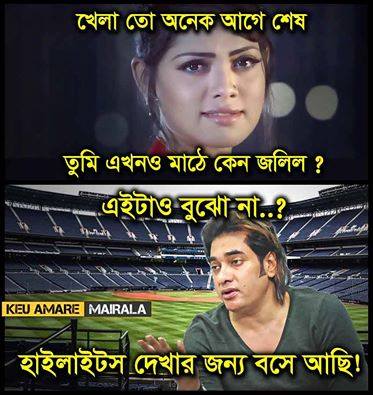 খেলা তো অনেক আগে শেষ
তুমি এখনও মাঠে কেন জলিল ?
এইটাও বুঝো না..?
KEU AMARE MAIRALA
হাইলাইটস দেখার জন্য বসে আছি!